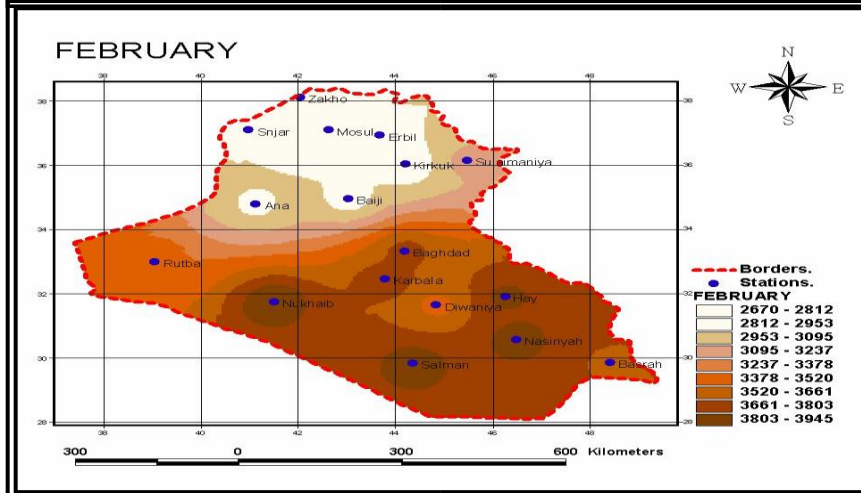 FEBRUARY
N
W E
S
38 40 42 44 46 48
38 Zakho 38
Snjar Mosul Erbil
36 Kirkuk Sulaimaniya 36
Ana Baiji
34 34
Rutba Baghdad
Karbala
32 Nukhaib Diwaniya Hay 32
Nasiriyah
30 Salman Basrah 30
28 28
38 40 42 44 46 48
Borders.
Stations.
FEBRUARY
2670 - 2812
2812 - 2953
2953 - 3095
3095 - 3237
3237 - 3378
3378 - 3520
3520 - 3661
3661 - 3803
3803 - 3945
300 0 300 600 Kilometers